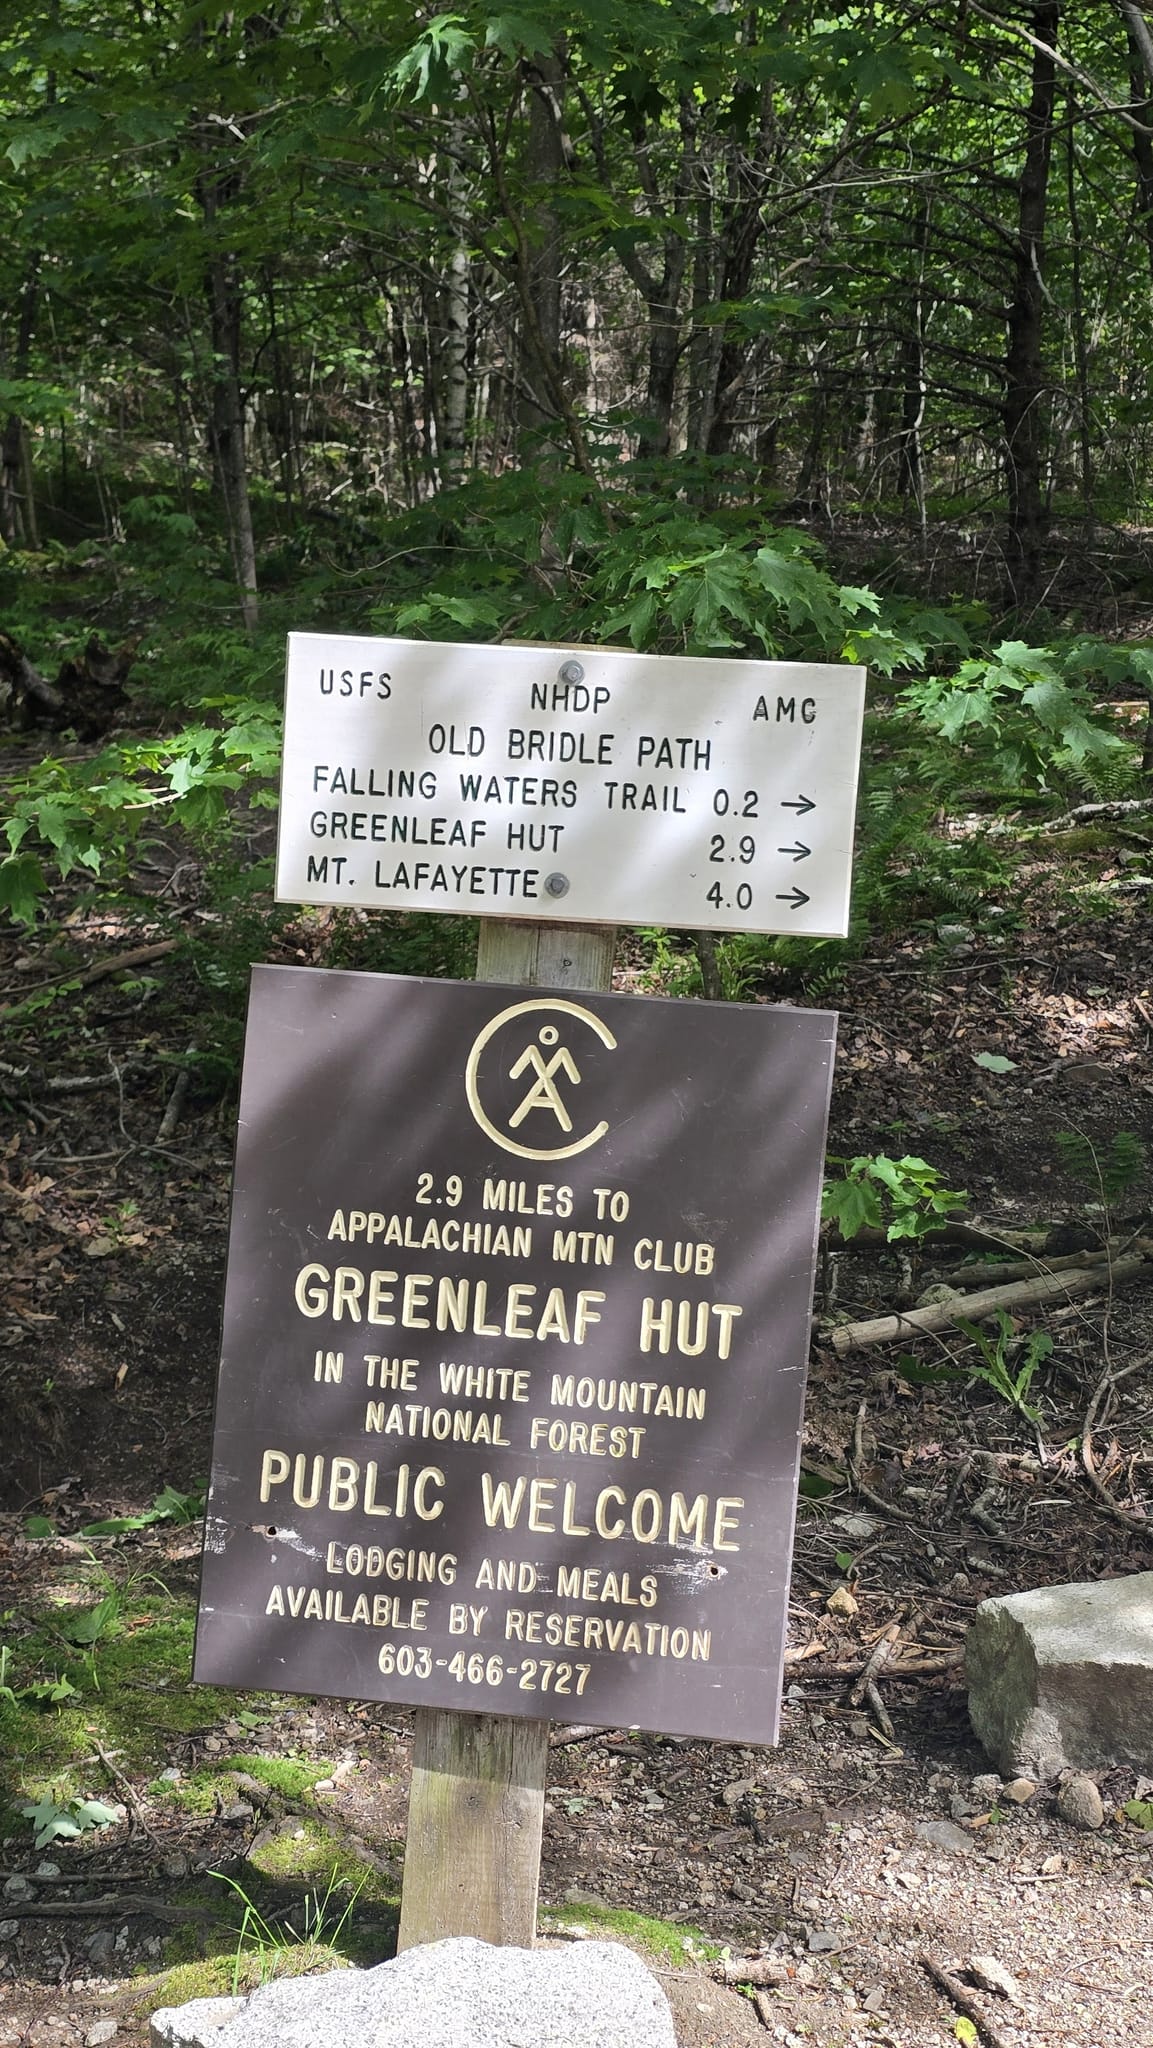 USFS NHDP AMC
OLD BRIDLE PATH
FALLING WATERS TRAIL 0.2 →
GREENLEAF HUT 2.9 →
MT. LAFAYETTE 4.0 →
AMC
2.9 MILES TO
APPALACHIAN MTN CLUB
GREENLEAF HUT
IN THE WHITE MOUNTAIN
NATIONAL FOREST
PUBLIC WELCOME
LODGING AND MEALS
AVAILABLE BY RESERVATION
603-466-2727